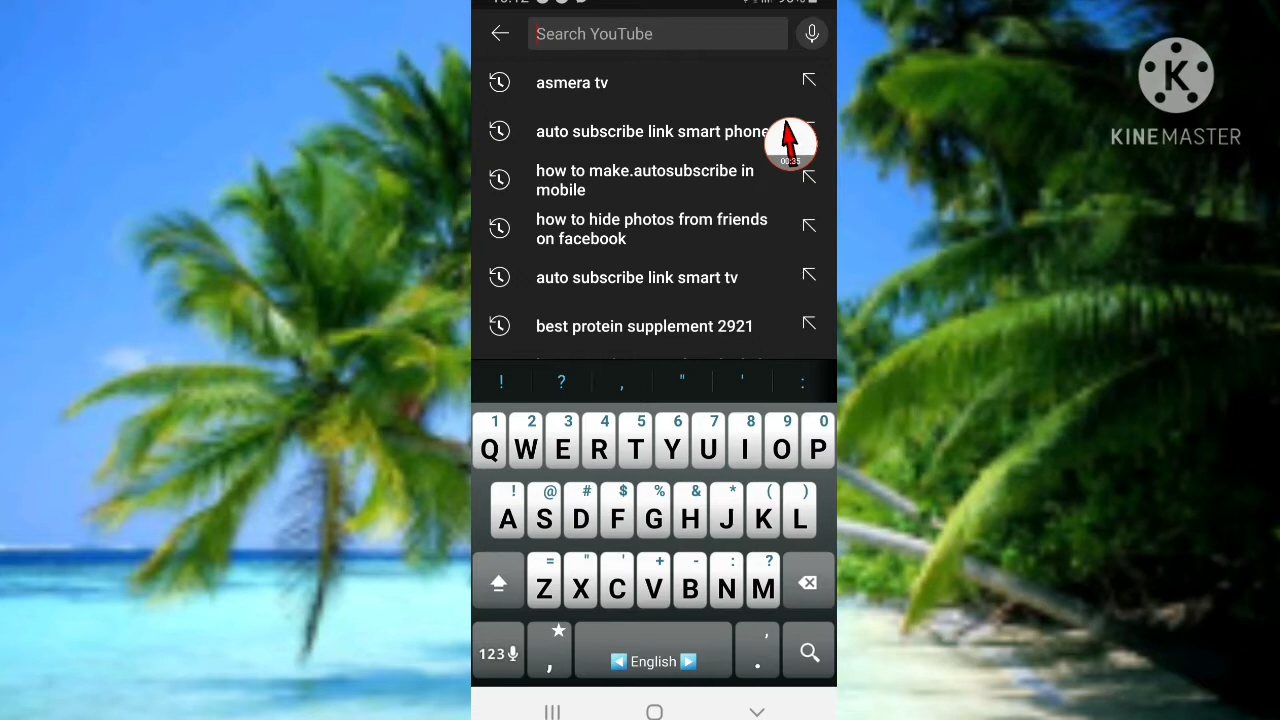 Search YouTube
asmera tv
auto subscribe link smart phone
how to make.autosubscribe in
mobile
how to hide photos from friends
on facebook
auto subscribe link smart tv
best protein supplement 2921
00:35
K
KINEMASTER
! ? , " ' :
1 2 3 4 5 6 7 8 9 0
Q W E R T Y U I O P
! @ # $ % & * ( )
A S D F G H J K L
= " ' + - : ?
Z X C V B N M
123 , English . '